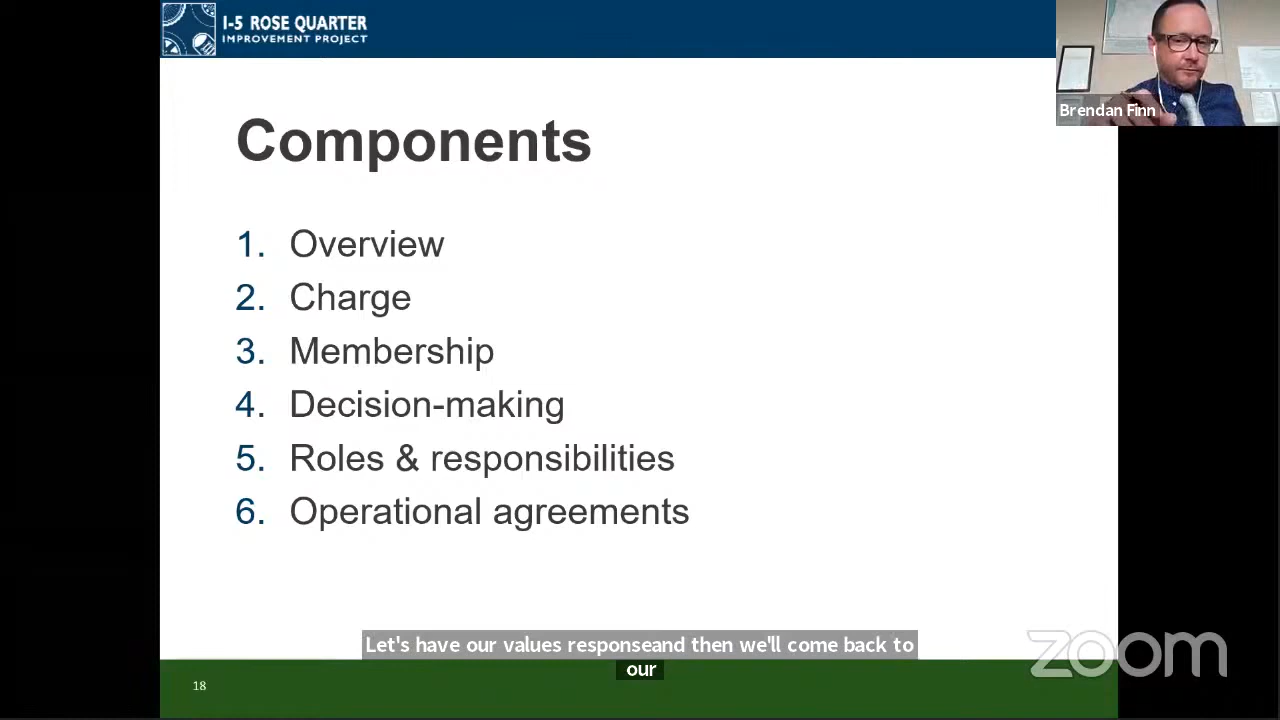 I-5 ROSE QUARTER
IMPROVEMENT PROJECT
Brendan Finn
Components
1. Overview
2. Charge
3. Membership
4. Decision-making
5. Roles & responsibilities
6. Operational agreements
Let's have our values responseand then we'll come back to
our
zoom
18